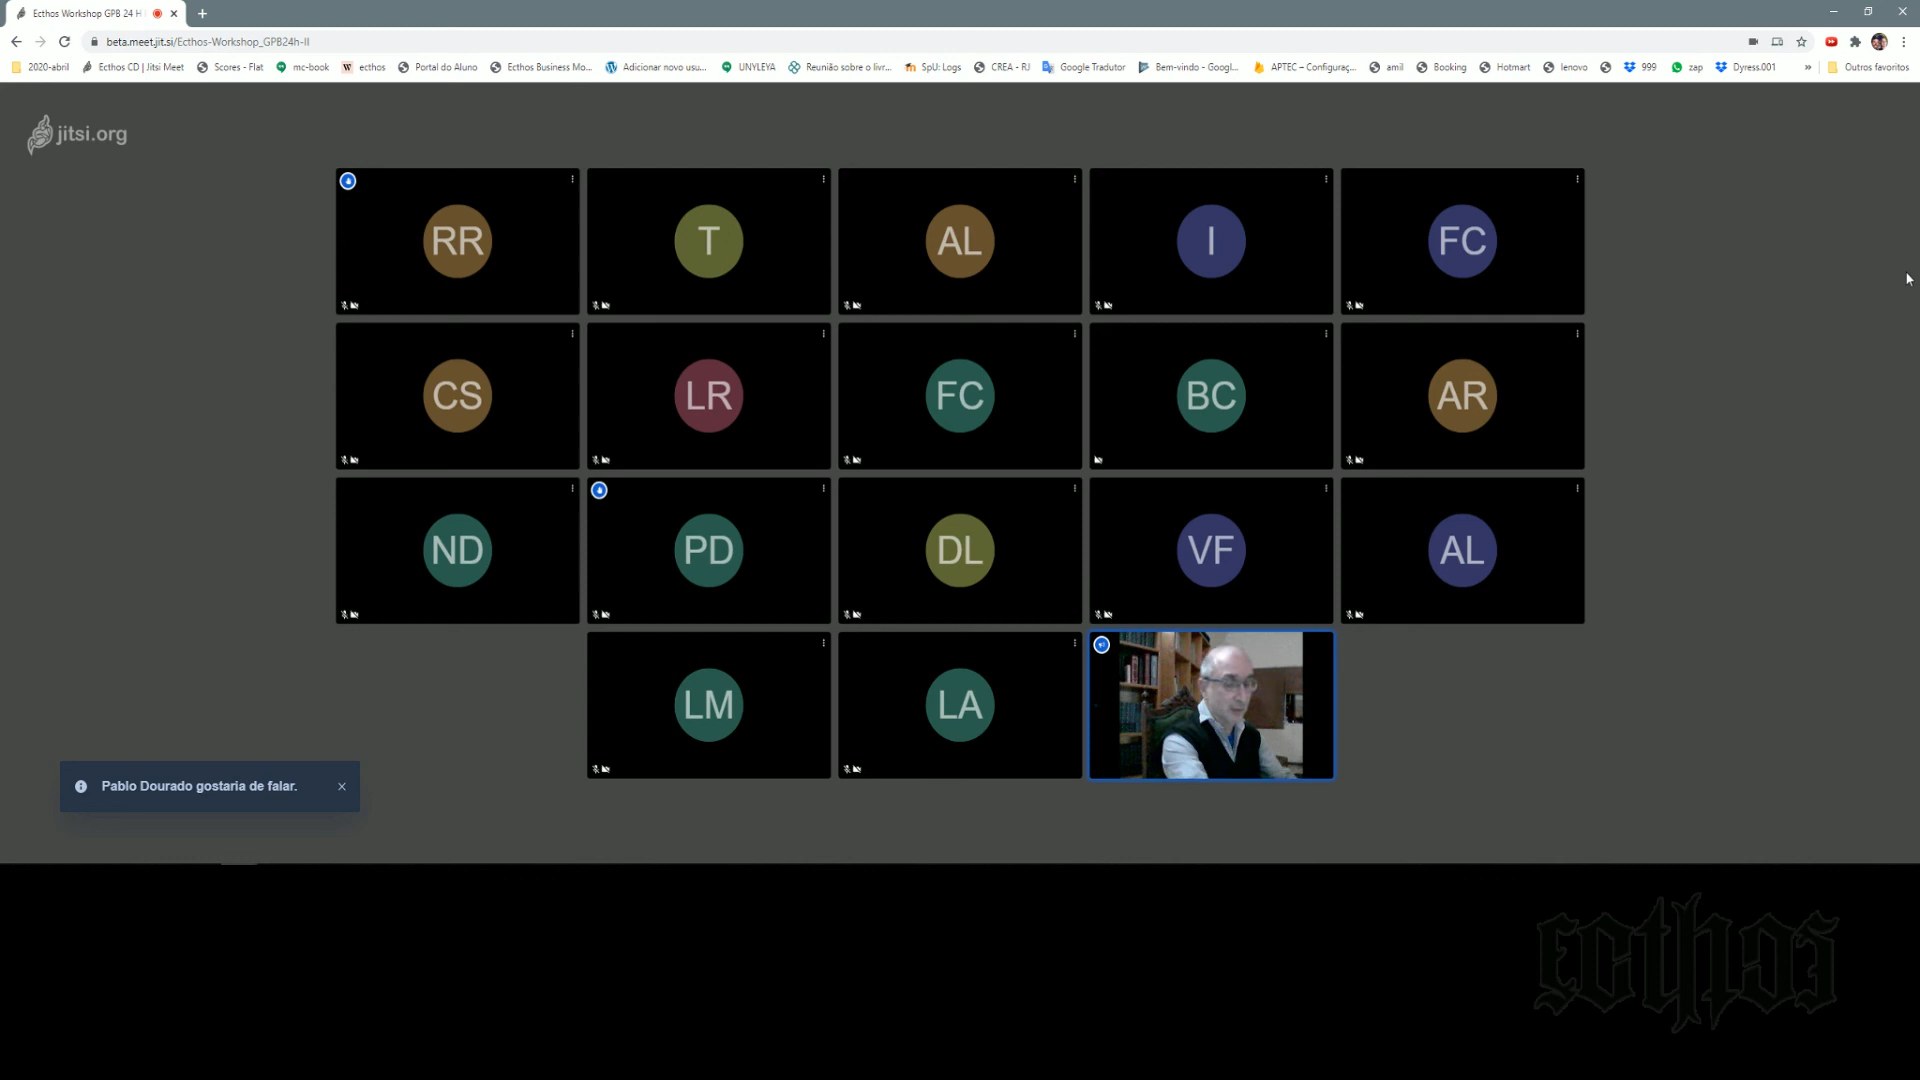 Ecthos Workshop GPB 24 H
beta.meet.jit.si/Ecthos-Workshop_GPB24h-II
2020-abril Ecthos CD | Jitsi Meet Scores - Flat mc-book ecthos Portal do Aluno Ecthos Business Mo... Adicionar novo usu... UNYLEYA Reunião sobre o livr... SpU: Logs CREA - RJ Google Tradutor Bem-vindo - Googl... APTEC – Configuraç... amil Booking Hotmart lenovo 999 zap Dyress.001 » Outros favoritos
jitsi.org
RR T AL I FC
CS LR FC BC AR
ND PD DL VF AL
LM LA
Pablo Dourado gostaria de falar.
Ecthos